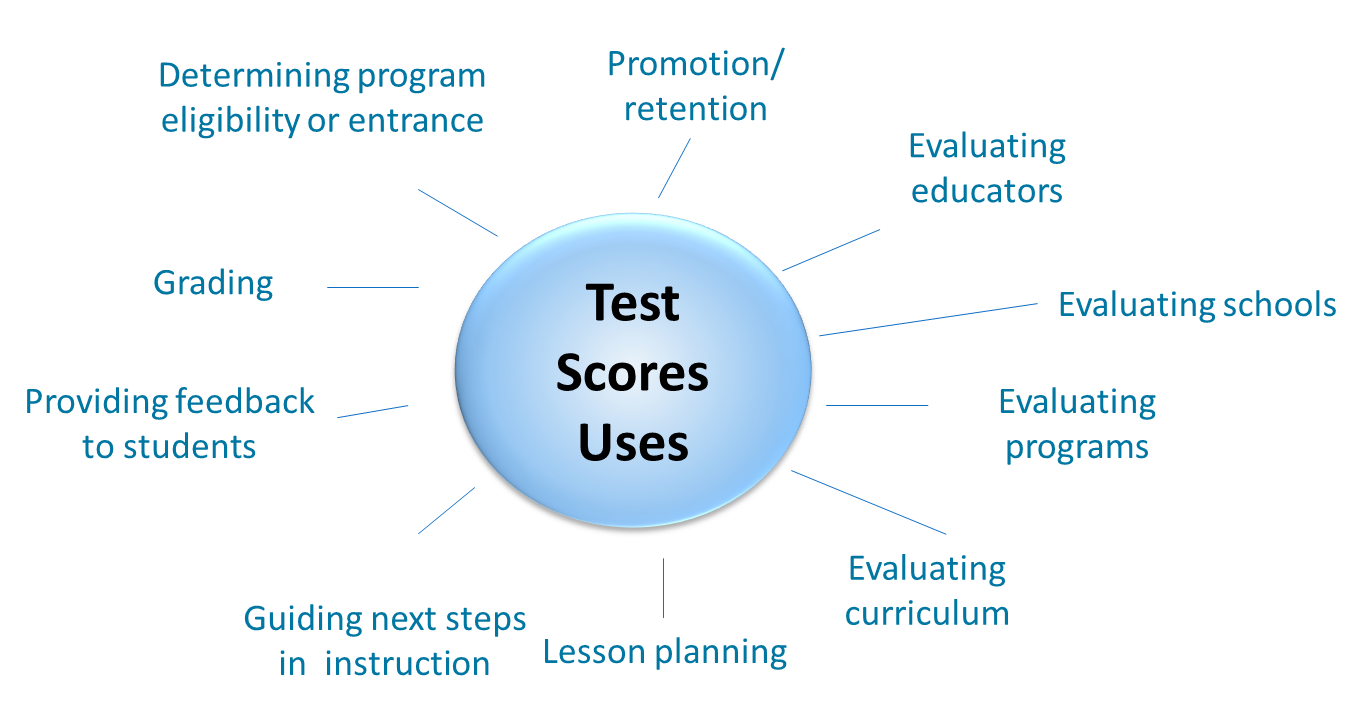 Determining program
eligibility or entrance
Promotion/
retention
Evaluating
educators
Grading
Evaluating schools
Test
Scores
Uses
Providing feedback
to students
Evaluating
programs
Evaluating
curriculum
Guiding next steps
in  instruction
Lesson planning